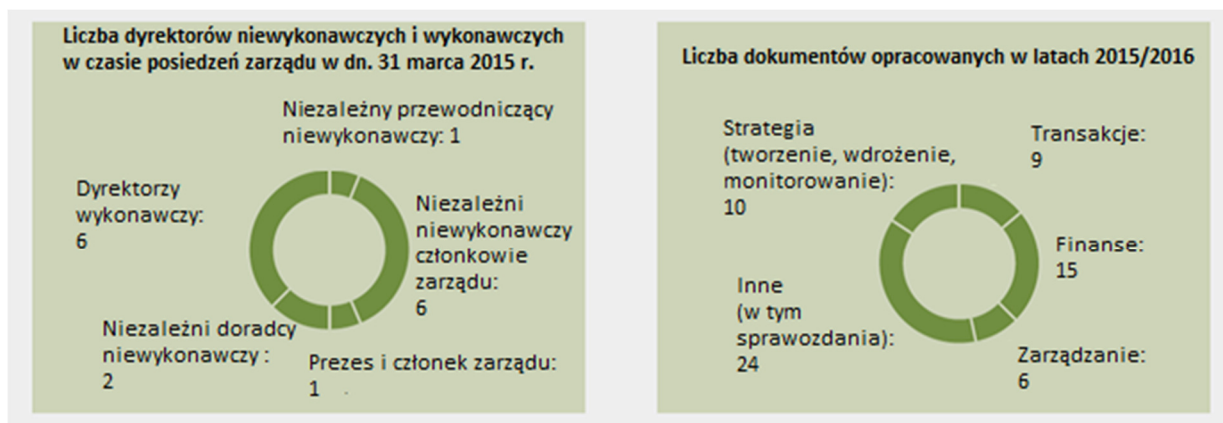 Liczba dyrektorów niewykonawczych i wykonawczych
w czasie posiedzeń zarządu w dn. 31 marca 2015 r.
Niezależny przewodniczący
niewykonawczy: 1
Dyrektorzy
wykonawczy:
6
Niezależni
niewykonawczy
członkowie
zarządu:
6
Niezależni doradcy
niewykonawczy :
2
Prezes i członek zarządu:
1
Liczba dokumentów opracowanych w latach 2015/2016
Strategia
(tworzenie, wdrożenie,
monitorowanie):
10
Transakcje:
9
Finanse:
15
Inne
(w tym
sprawozdania):
24
Zarządzanie:
6